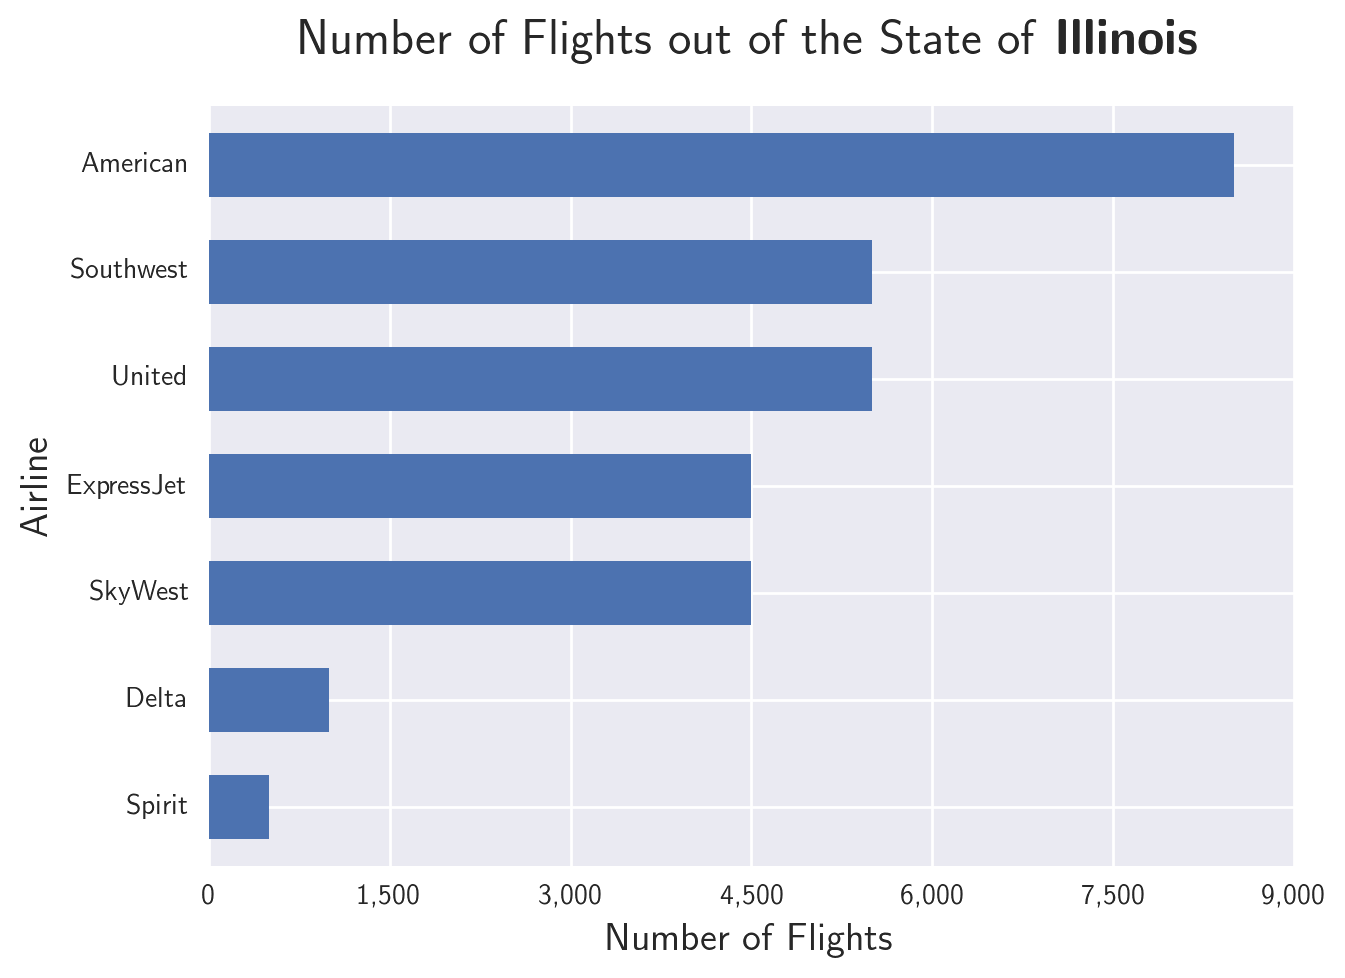 Number of Flights out of the State of Illinois
American
Southwest
United
ExpressJet
SkyWest
Delta
Spirit
Airline
0 1,500 3,000 4,500 6,000 7,500 9,000
Number of Flights